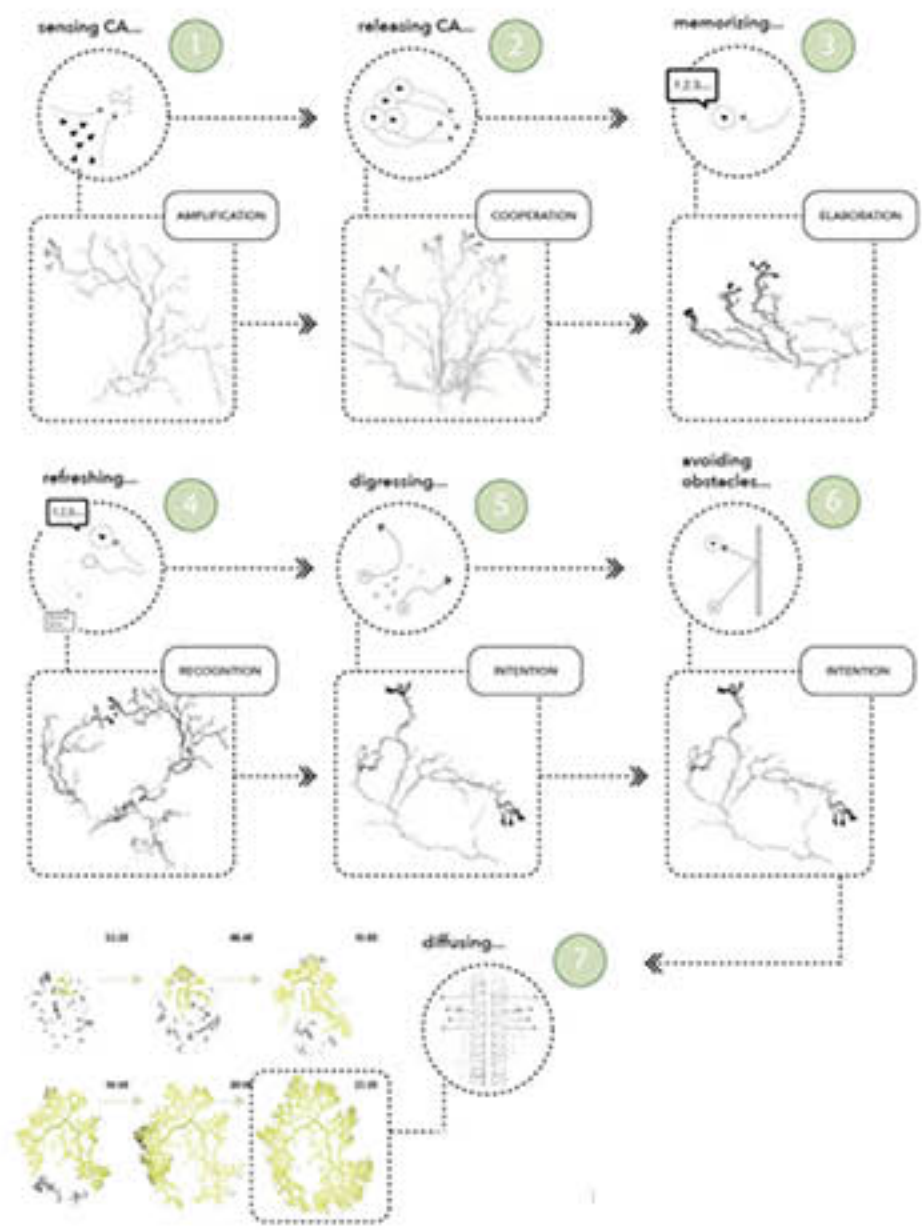 sensing CA...
1
releasing CA...
2
memorizing...
3
1,2,3...
AMPLIFICATION
COOPERATION
ELABORATION
refreshing...
4
digressing...
5
avoiding
obstacles...
6
1,2,3...
RECOGNITION
INTENTION
INTENTION
diffusing...
7